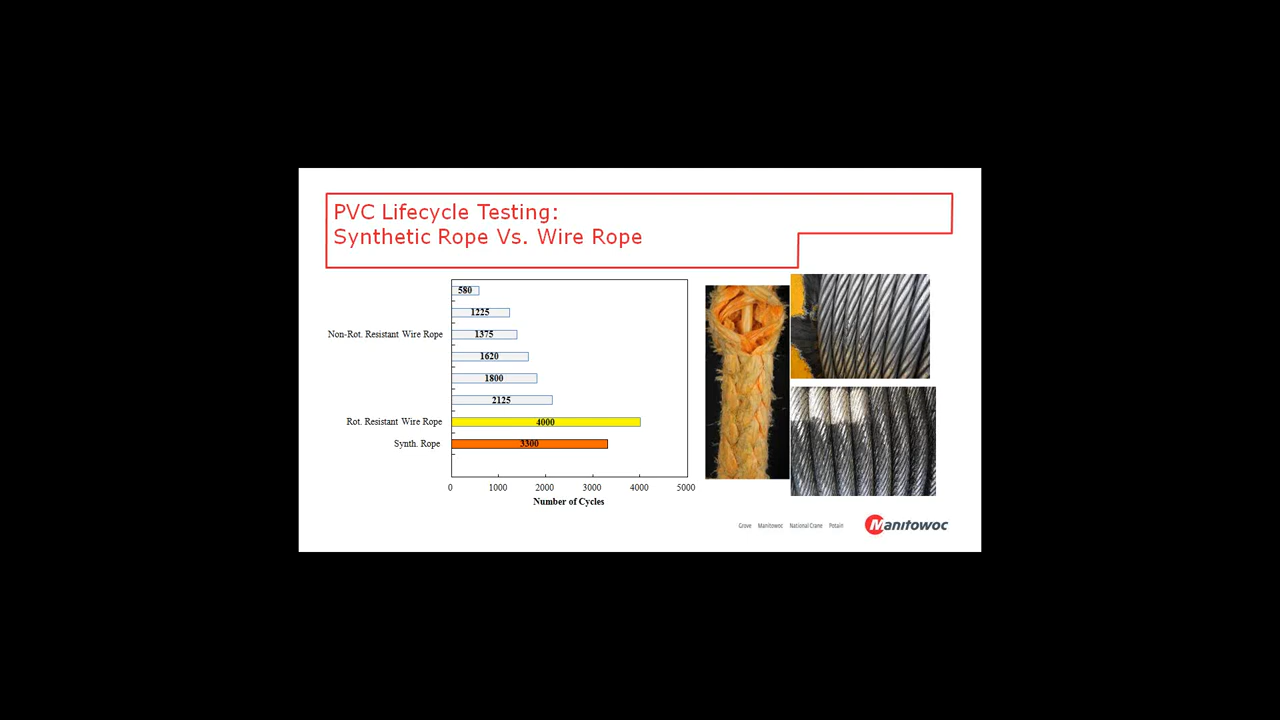 PVC Lifecycle Testing:
Synthetic Rope Vs. Wire Rope
580
1225
Non-Rot. Resistant Wire Rope 1375
1620
1800
2125
Rot. Resistant Wire Rope 4000
Synth. Rope 3300
0 1000 2000 3000 4000 5000
Number of Cycles
Grove Manitowoc National Crane Potain
Manitowoc